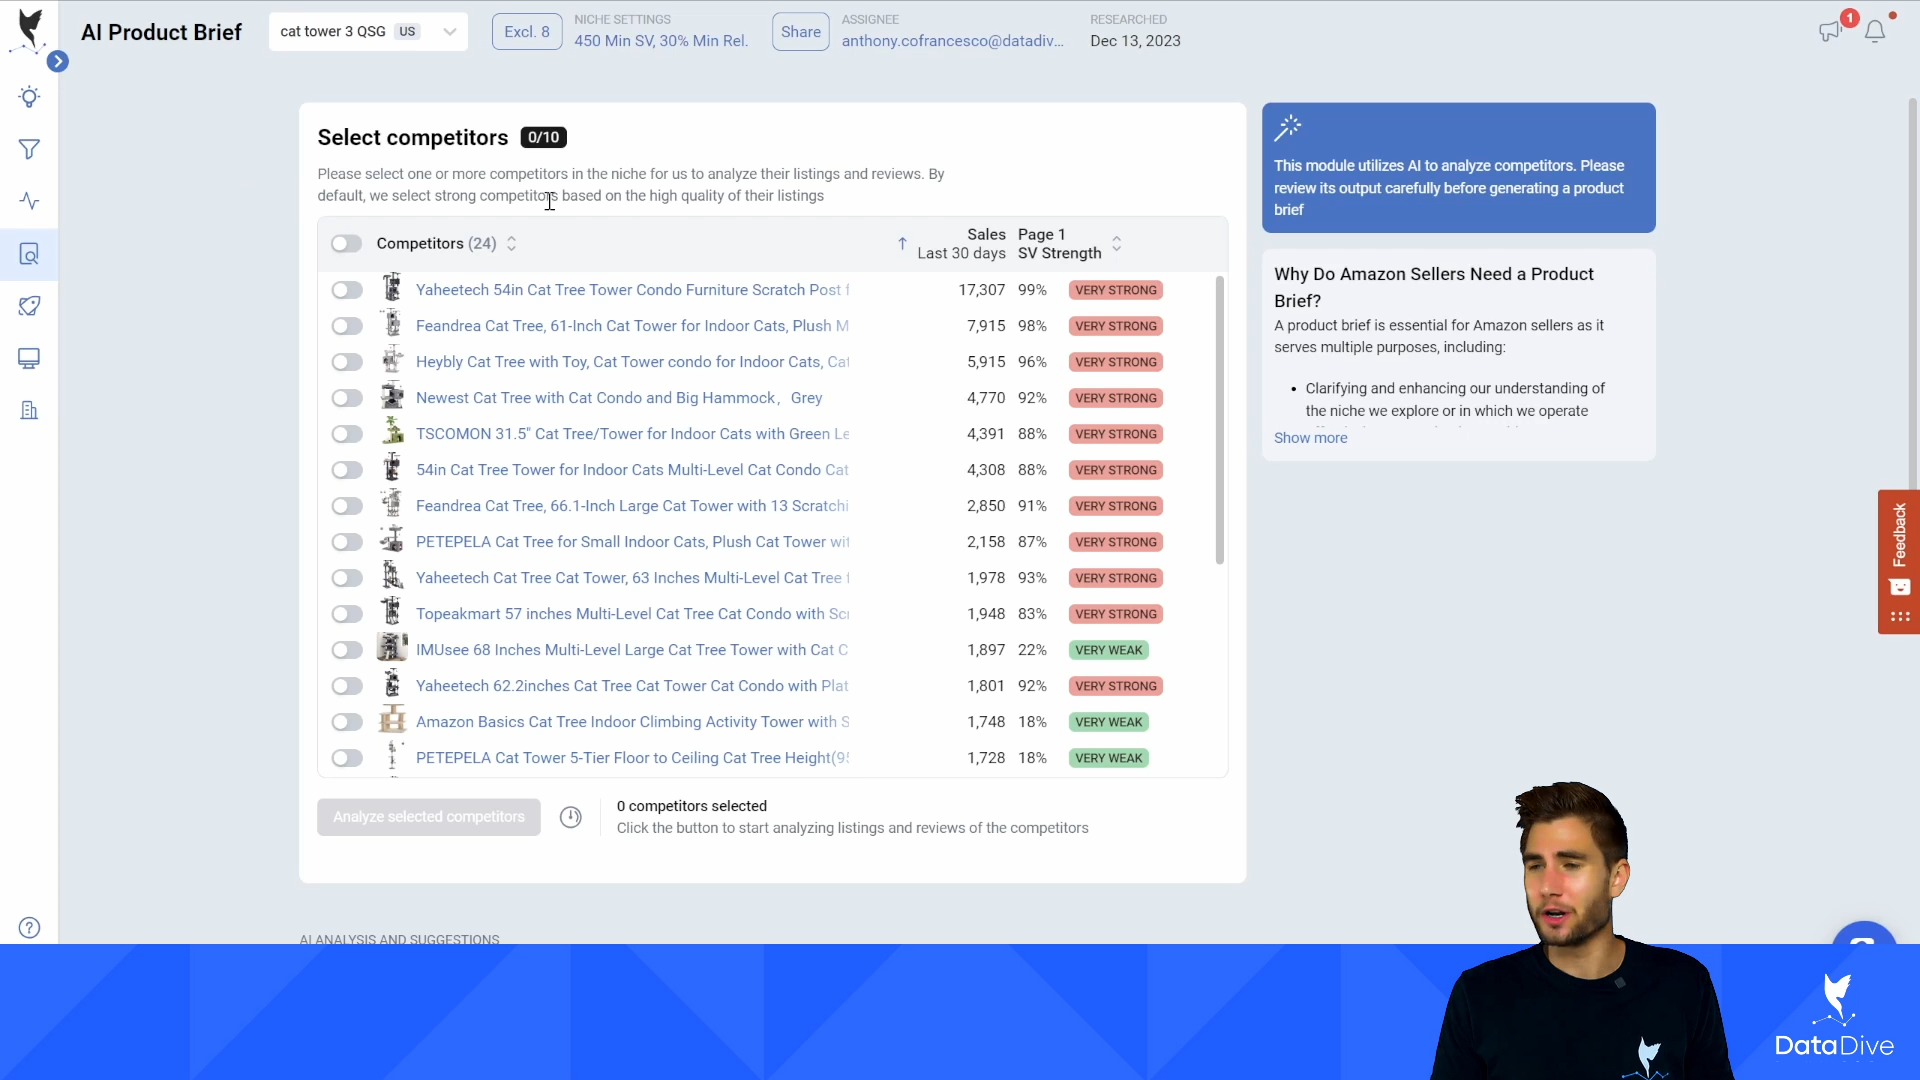 AI Product Brief
cat tower 3 QSG US
Excl. 8
NICHE SETTINGS
450 Min SV, 30% Min Rel.
Share
ASSIGNEE
anthony.cofrancesco@datadiv...
RESEARCHED
Dec 13, 2023
1
Select competitors 0/10
Please select one or more competitors in the niche for us to analyze their listings and reviews. By
default, we select strong competitors based on the high quality of their listings
Competitors (24)
Sales
Last 30 days
Page 1
SV Strength
Yaheetech 54in Cat Tree Tower Condo Furniture Scratch Post f 17,307 99% VERY STRONG
Feandrea Cat Tree, 61-Inch Cat Tower for Indoor Cats, Plush M 7,915 98% VERY STRONG
Heybly Cat Tree with Toy, Cat Tower condo for Indoor Cats, Cat 5,915 96% VERY STRONG
Newest Cat Tree with Cat Condo and Big Hammock，Grey 4,770 92% VERY STRONG
TSCOMON 31.5" Cat Tree/Tower for Indoor Cats with Green Le 4,391 88% VERY STRONG
54in Cat Tree Tower for Indoor Cats Multi-Level Cat Condo Cat 4,308 88% VERY STRONG
Feandrea Cat Tree, 66.1-Inch Large Cat Tower with 13 Scratchi 2,850 91% VERY STRONG
PETEPELA Cat Tree for Small Indoor Cats, Plush Cat Tower wit 2,158 87% VERY STRONG
Yaheetech Cat Tree Cat Tower, 63 Inches Multi-Level Cat Tree f 1,978 93% VERY STRONG
Topeakmart 57 inches Multi-Level Cat Tree Cat Condo with Scr 1,948 83% VERY STRONG
IMUsee 68 Inches Multi-Level Large Cat Tree Tower with Cat C 1,897 22% VERY WEAK
Yaheetech 62.2inches Cat Tree Cat Tower Cat Condo with Plat 1,801 92% VERY STRONG
Amazon Basics Cat Tree Indoor Climbing Activity Tower with S 1,748 18% VERY WEAK
PETEPELA Cat Tower 5-Tier Floor to Ceiling Cat Tree Height(95 1,728 18% VERY WEAK
Analyze selected competitors
0 competitors selected
Click the button to start analyzing listings and reviews of the competitors
AI ANALYSIS AND SUGGESTIONS
This module utilizes AI to analyze competitors. Please
review its output carefully before generating a product
brief
Why Do Amazon Sellers Need a Product
Brief?
A product brief is essential for Amazon sellers as it
serves multiple purposes, including:
• Clarifying and enhancing our understanding of
the niche we explore or in which we operate
Show more
Feedback
DataDive